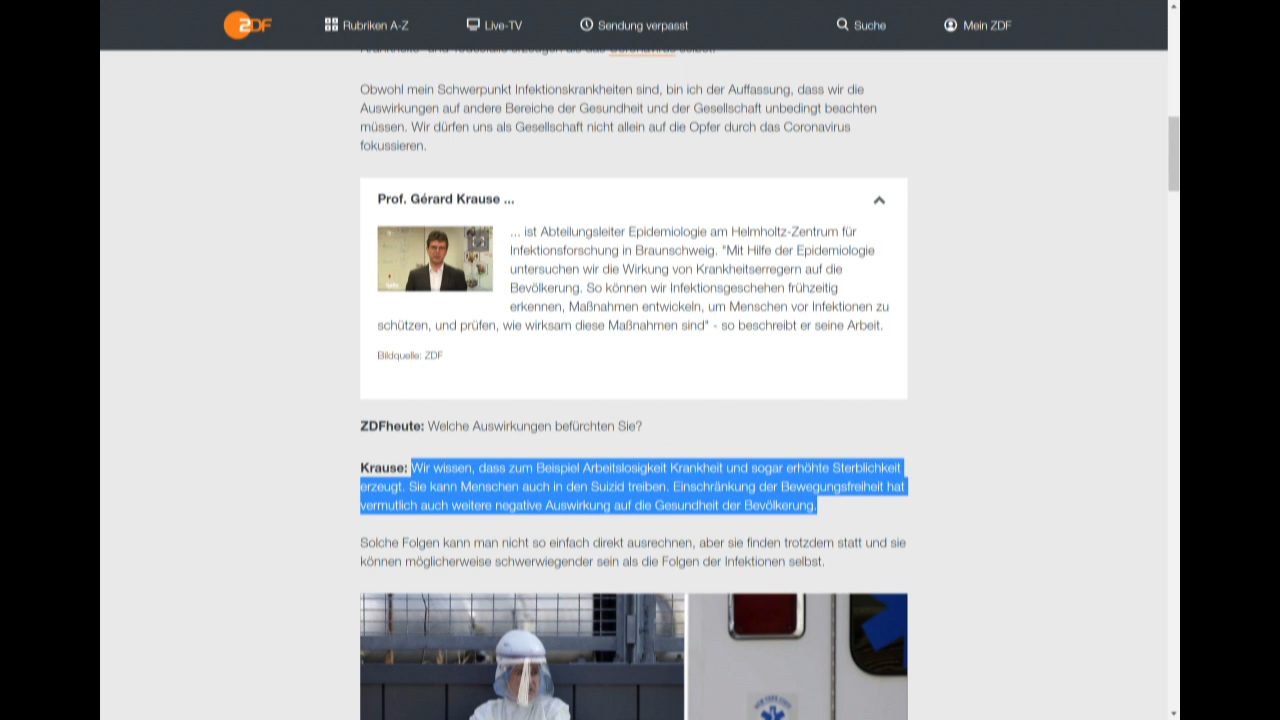 ZDF
Rubriken A-Z
Live-TV
Sendung verpasst
Suche
Mein ZDF
Obwohl mein Schwerpunkt Infektionskrankheiten sind, bin ich der Auffassung, dass wir die
Auswirkungen auf andere Bereiche der Gesundheit und der Gesellschaft unbedingt beachten
müssen. Wir dürfen uns als Gesellschaft nicht allein auf die Opfer durch das Coronavirus
fokussieren.
Prof. Gérard Krause ...
... ist Abteilungsleiter Epidemiologie am Helmholtz-Zentrum für
Infektionsforschung in Braunschweig. "Mit Hilfe der Epidemiologie
untersuchen wir die Wirkung von Krankheitserregern auf die
Bevölkerung. So können wir Infektionsgeschehen frühzeitig
erkennen, Maßnahmen entwickeln, um Menschen vor Infektionen zu
schützen, und prüfen, wie wirksam diese Maßnahmen sind" - so beschreibt er seine Arbeit.
Bildquelle: ZDF
ZDFheute: Welche Auswirkungen befürchten Sie?
Krause: Wir wissen, dass zum Beispiel Arbeitslosigkeit Krankheit und sogar erhöhte Sterblichkeit
erzeugt. Sie kann Menschen auch in den Suizid treiben. Einschränkung der Bewegungsfreiheit hat
vermutlich auch weitere negative Auswirkung auf die Gesundheit der Bevölkerung.
Solche Folgen kann man nicht so einfach direkt ausrechnen, aber sie finden trotzdem statt und sie
können möglicherweise schwerwiegender sein als die Folgen der Infektionen selbst.
NEW YORK STATE